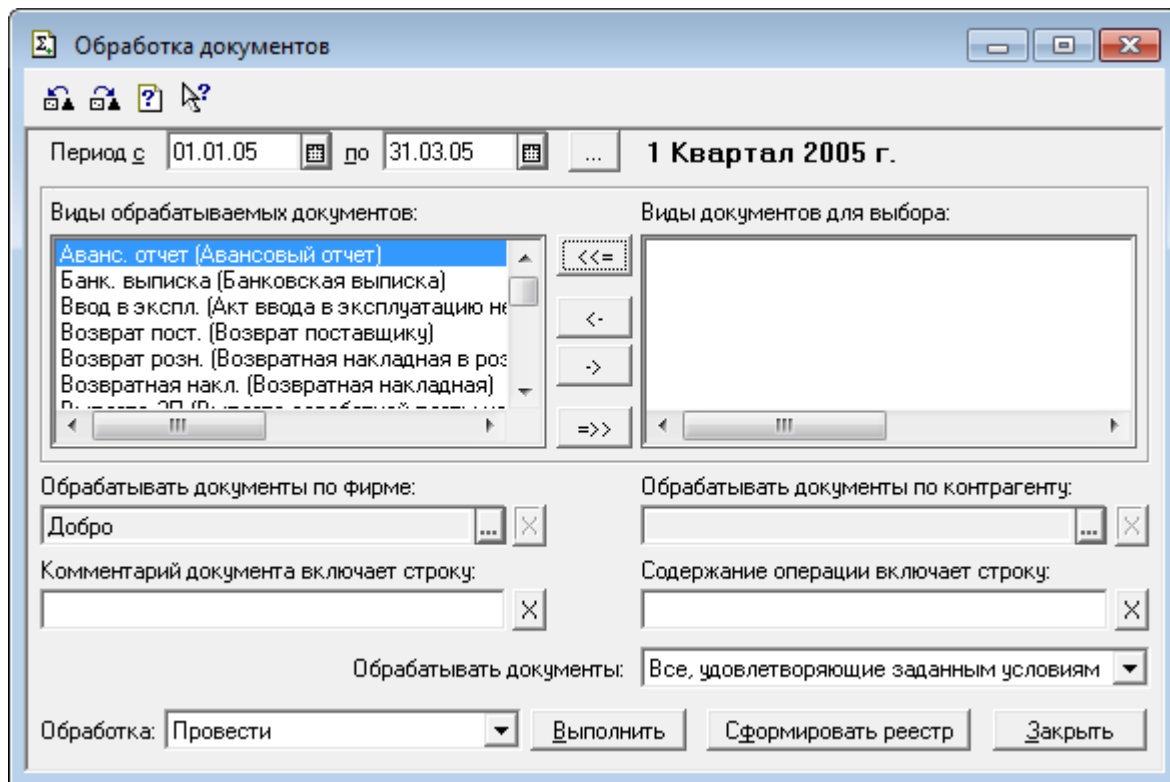 Обработка документов
Период с 01.01.05 по 31.03.05 ... 1 Квартал 2005 г.
Виды обрабатываемых документов:
Виды документов для выбора:
Аванс. отчет (Авансовый отчет)
Банк. выписка (Банковская выписка)
Ввод в экспл. (Акт ввода в эксплуатацию не
Возврат пост. (Возврат поставщику)
Возврат розн. (Возвратная накладная в роз
Возвратная накл. (Возвратная накладная)
<<=
<-
->
=>>
Обрабатывать документы по фирме:
Обрабатывать документы по контрагенту:
Добро ... X
... X
Комментарий документа включает строку:
Содержание операции включает строку:
X
X
Обрабатывать документы: Все, удовлетворяющие заданным условиям
Обработка: Провести Выполнить Сформировать реестр Закрыть